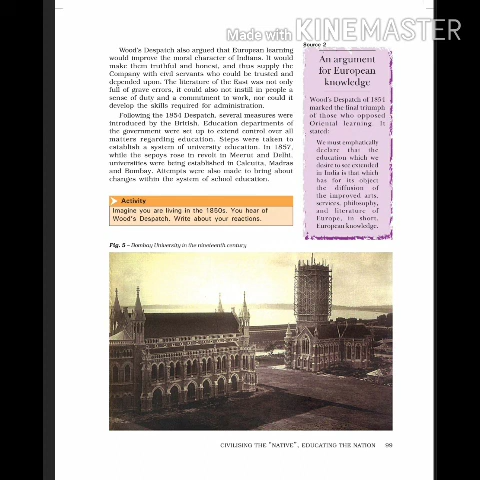 Made with KINEMASTER
Wood's Despatch also argued that European learning
would improve the moral character of Indians. It would
make them truthful and honest, and thus supply the
Company with civil servants who could be trusted and
depended upon. The literature of the East was not only
full of grave errors, it could also not instill in people a
sense of duty and a commitment to work, nor could it
develop the skills required for administration.
Following the 1854 Despatch, several measures were
introduced by the British. Education departments of
the government were set up to extend control over all
matters regarding education. Steps were taken to
establish a system of university education. In 1857,
while the sepoys rose in revolt in Meerut and Delhi,
universities were being established in Calcutta, Madras
and Bombay. Attempts were also made to bring about
changes within the system of school education.
Activity
Imagine you are living in the 1850s. You hear of
Wood's Despatch. Write about your reactions.
Source 2
An argument
for European
knowledge
Wood's Despatch of 1854
marked the final triumph
of those who opposed
Oriental learning. It
stated:
We must emphatically
declare that the
education which we
desire to see extended
in India is that which
has for its object
the diffusion of
the improved arts,
services, philosophy,
and literature of
Europe, in short,
European knowledge.
Fig. 5 – Bombay University in the nineteenth century
CIVILISING THE "NATIVE", EDUCATING THE NATION 99